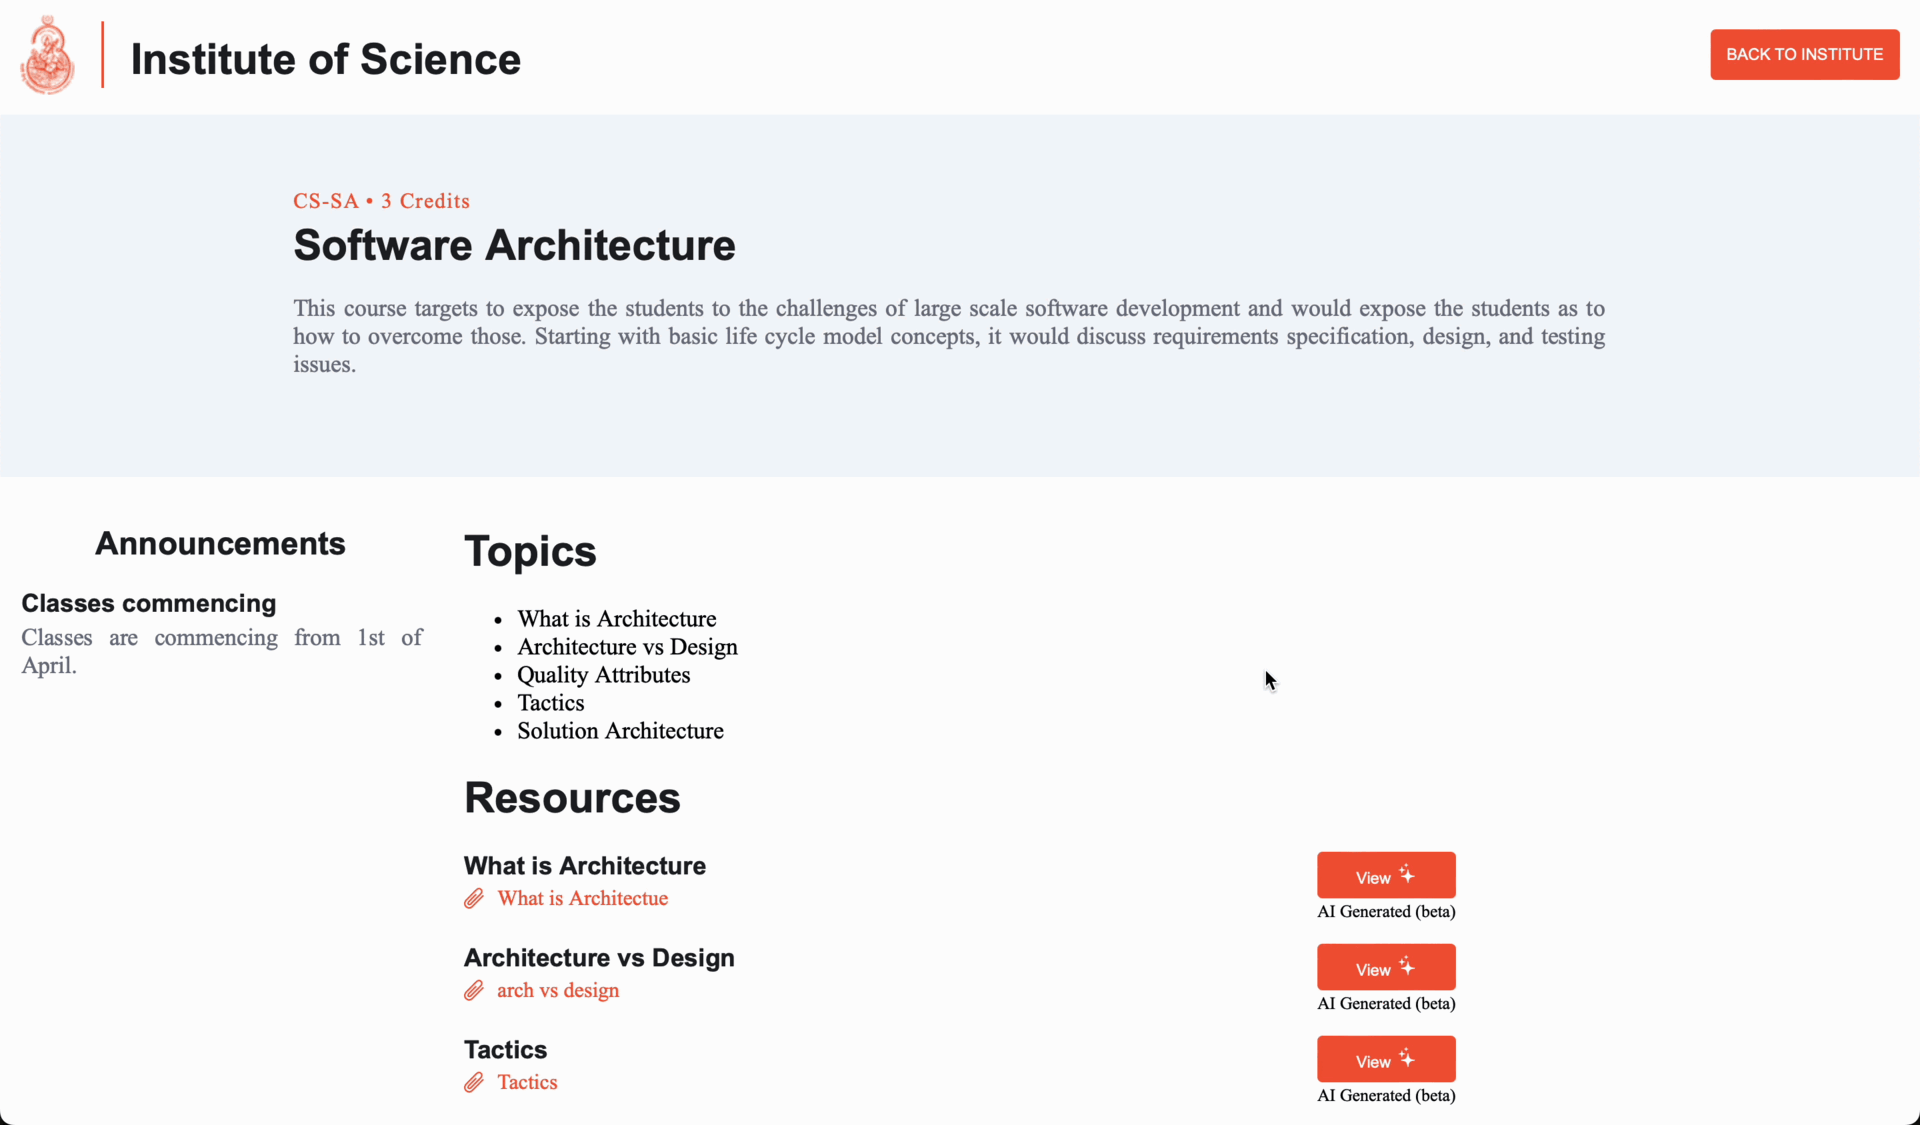 Institute of Science
BACK TO INSTITUTE
CS-SA • 3 Credits
Software Architecture
This course targets to expose the students to the challenges of large scale software development and would expose the students as to
how to overcome those. Starting with basic life cycle model concepts, it would discuss requirements specification, design, and testing
issues.
Announcements
Classes commencing
Classes are commencing from 1st of
April.
Topics
• What is Architecture
• Architecture vs Design
• Quality Attributes
• Tactics
• Solution Architecture
Resources
What is Architecture
What is Architectue
View
AI Generated (beta)
Architecture vs Design
arch vs design
View
AI Generated (beta)
Tactics
Tactics
View
AI Generated (beta)